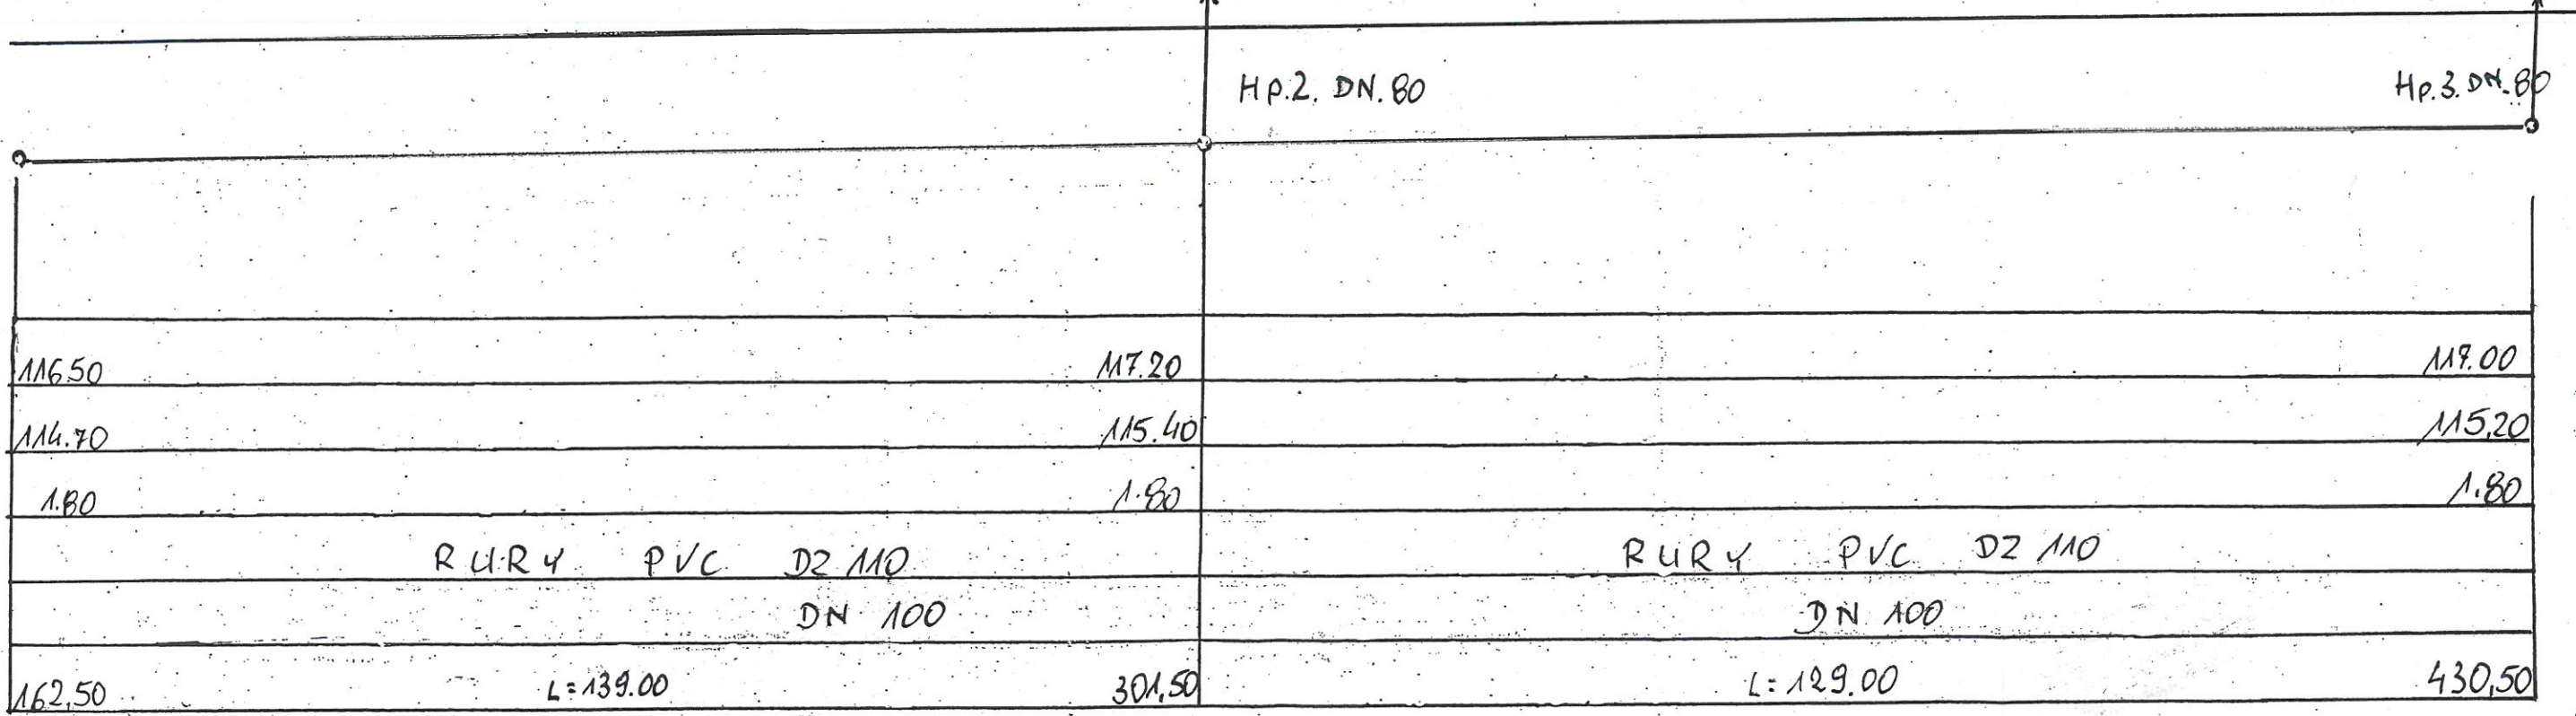 Hp.2. DN.80 Hp.3. DN.80
116.50 117.20 117.00
114.70 115.40 115,20
1.80 1.80 1.80
RURY PVC DZ 110 RURY PVC DZ 110
DN 100 DN 100
162,50 L=139.00 301,50 L=129.00 430,50